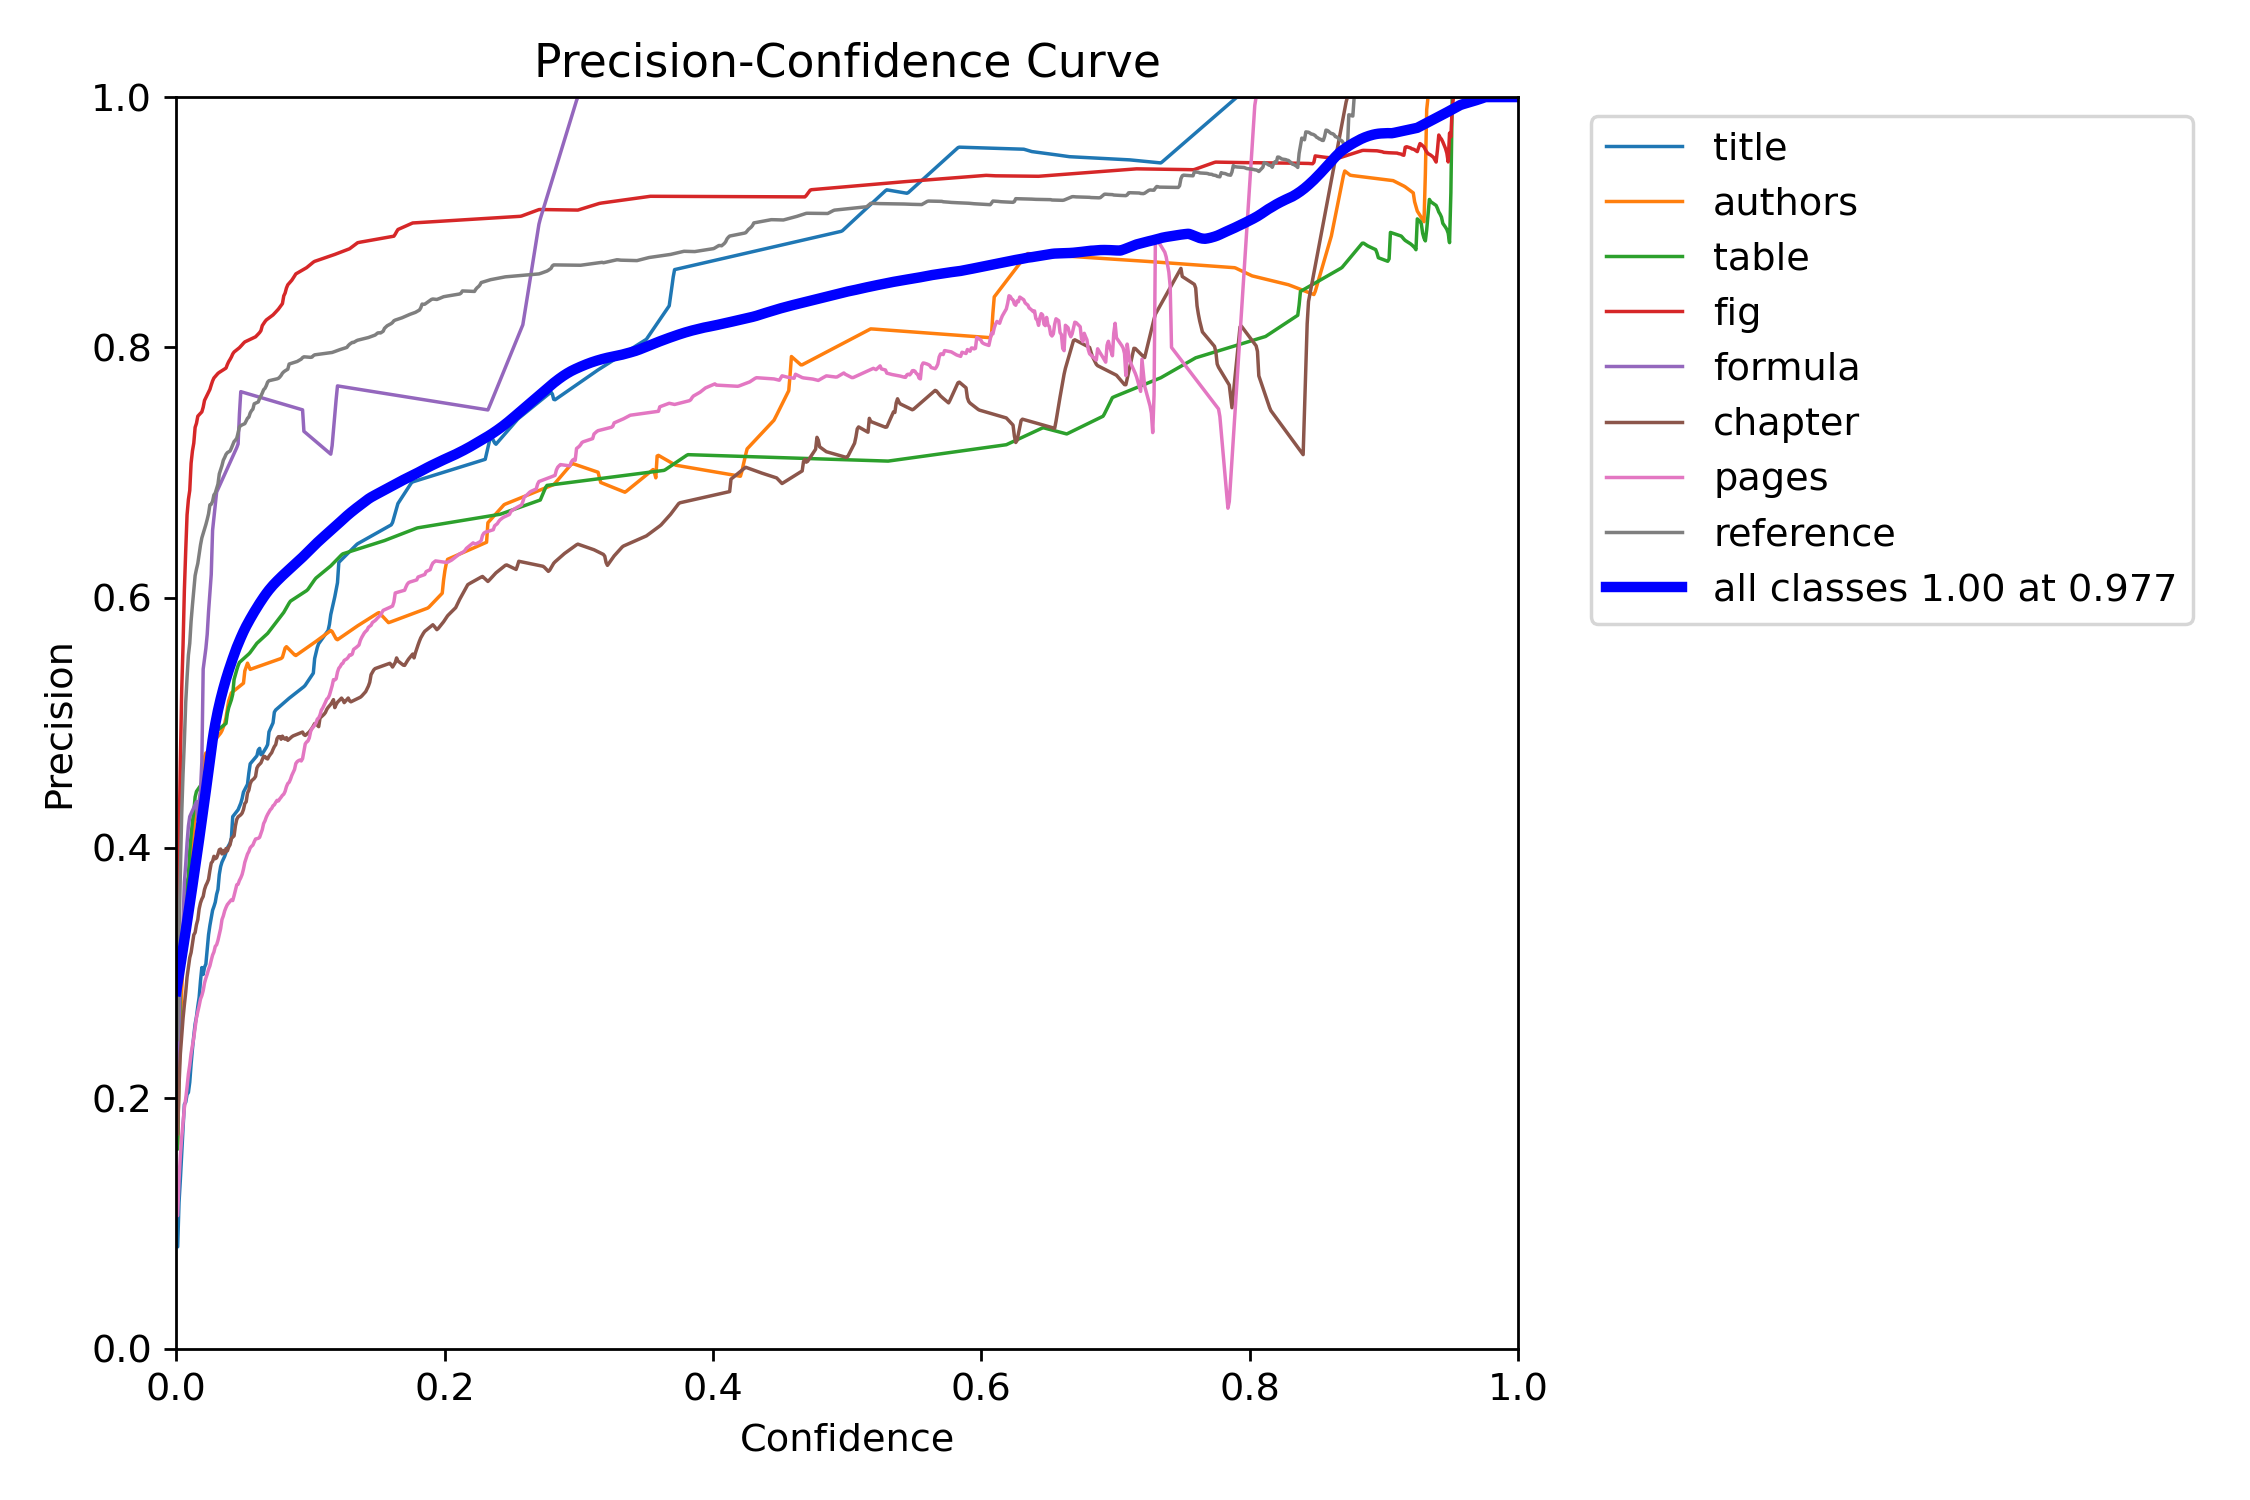 Precision-Confidence Curve
1.0
0.8
0.6
0.4
0.2
0.0
Precision
0.0 0.2 0.4 0.6 0.8 1.0
Confidence
title
authors
table
fig
formula
chapter
pages
reference
all classes 1.00 at 0.977